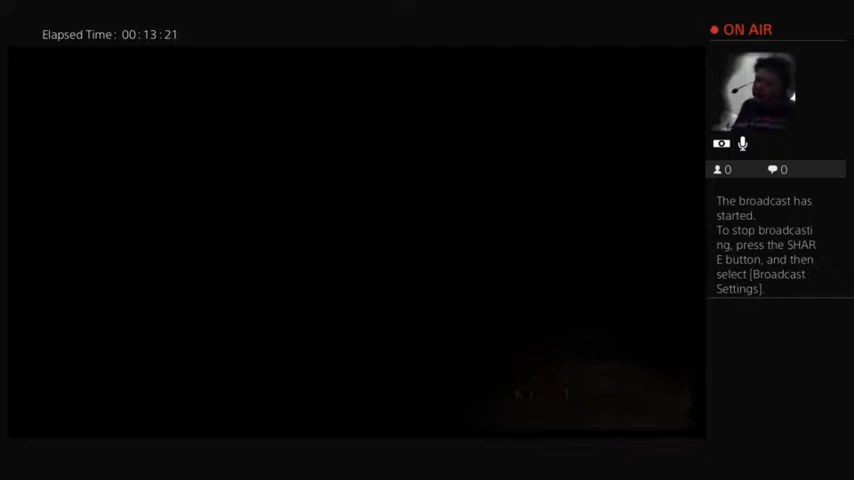 Elapsed Time: 00:13:21
ON AIR
0 0
The broadcast has
started.
To stop broadcasti
ng, press the SHAR
E button, and then
select [Broadcast
Settings].